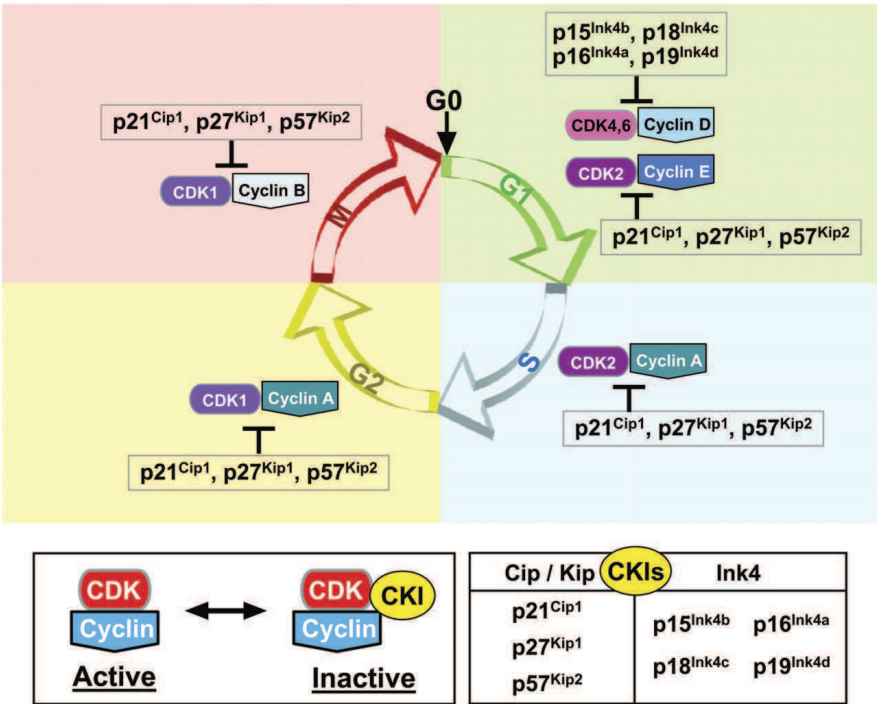 p15Ink4b, p18Ink4c
p16Ink4a, p19Ink4d
G0
CDK4,6 Cyclin D
p21Cip1, p27Kip1, p57Kip2
CDK1 Cyclin B
CDK2 Cyclin E
p21Cip1, p27Kip1, p57Kip2
M
G1
S
G2
CDK2 Cyclin A
p21Cip1, p27Kip1, p57Kip2
CDK1 Cyclin A
p21Cip1, p27Kip1, p57Kip2
CDK
Cyclin
Active
CDK CKI
Cyclin
Inactive
Cip / Kip CKIs Ink4
p21Cip1
p27Kip1
p57Kip2
p15Ink4b p16Ink4a
p18Ink4c p19Ink4d